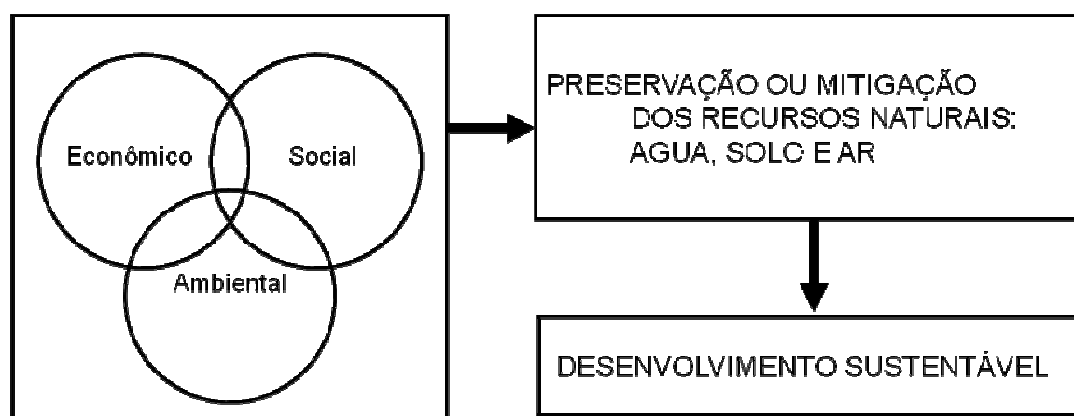 Econômico
Social
Ambiental
PRESERVAÇÃO OU MITIGAÇÃO
DOS RECURSOS NATURAIS:
AGUA, SOLO E AR
DESENVOLVIMENTO SUSTENTÁVEL